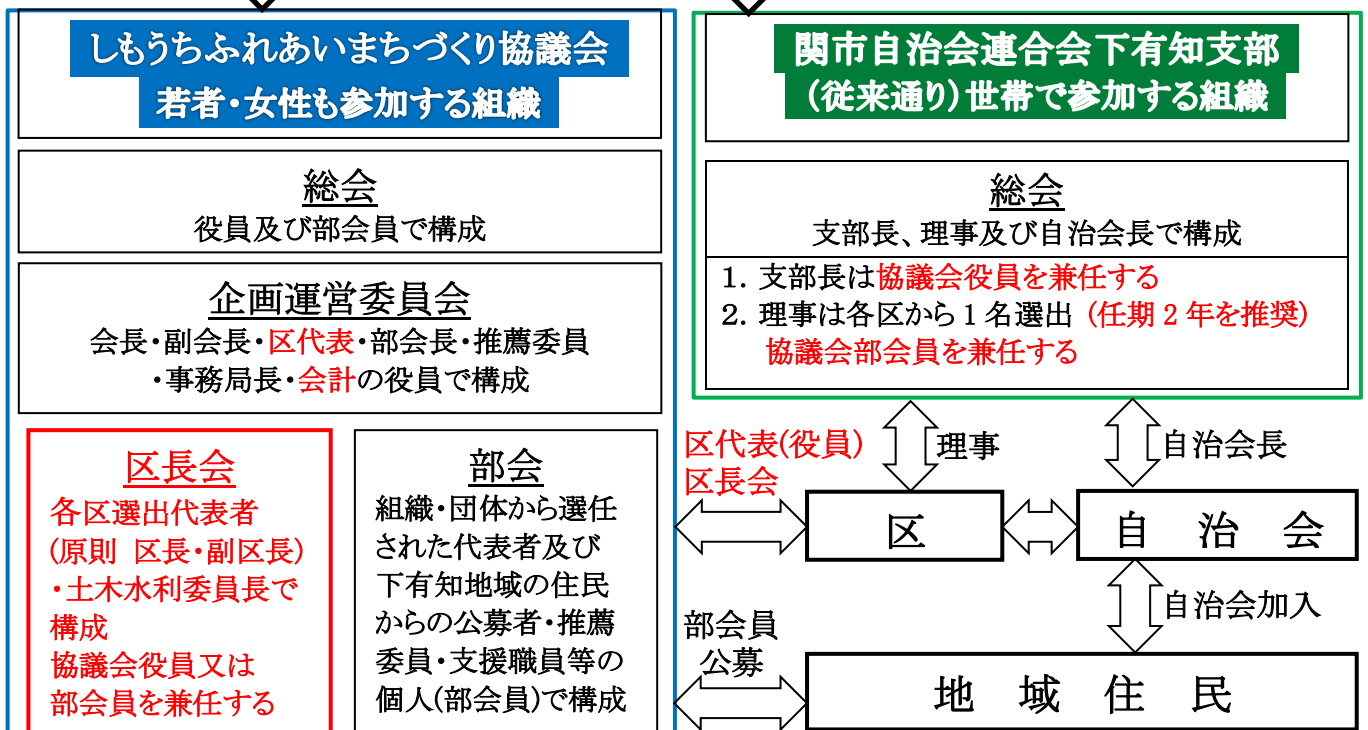 しもうちふれあいまちづくり協議会
若者・女性も参加する組織
総会
役員及び部会員で構成
企画運営委員会
会長・副会長・区代表・部会長・推薦委員
・事務局長・会計の役員で構成
区長会
各区選出代表者
(原則 区長・副区長)
・土木水利委員長で
構成
協議会役員又は
部会員を兼任する
部会
組織・団体から選任
された代表者及び
下有知地域の住民
からの公募者・推薦
委員・支援職員等の
個人(部会員)で構成
関市自治会連合会下有知支部
(従来通り)世帯で参加する組織
総会
支部長、理事及び自治会長で構成
1. 支部長は協議会役員を兼任する
2. 理事は各区から1名選出 (任期2年を推奨)
協議会部会員を兼任する
理事
自治会長
区代表(役員)
区長会
区
自 治 会
自治会加入
部会員
公募
地 域 住 民